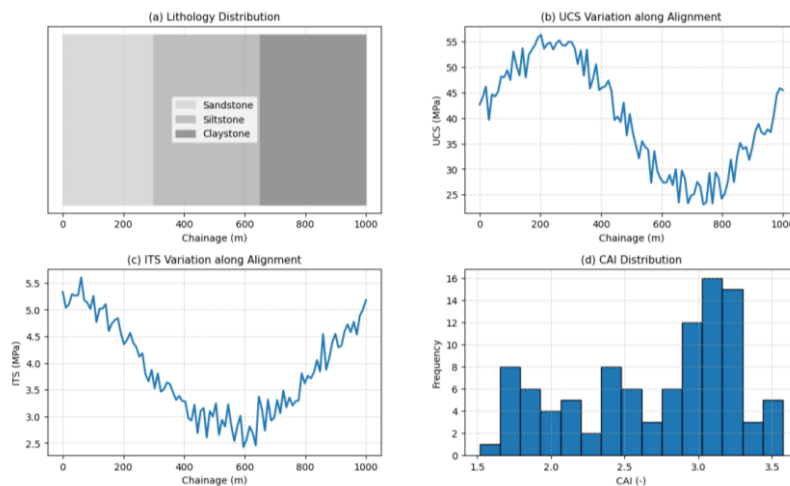 (a) Lithology Distribution
Sandstone
Siltstone
Claystone
0 200 400 600 800 1000
Chainage (m)
(b) UCS Variation along Alignment
UCS (MPa)
55
50
45
40
35
30
25
0 200 400 600 800 1000
Chainage (m)
(c) ITS Variation along Alignment
ITS (MPa)
5.5
5.0
4.5
4.0
3.5
3.0
2.5
0 200 400 600 800 1000
Chainage (m)
(d) CAI Distribution
Frequency
16
14
12
10
8
6
4
2
0
1.5 2.0 2.5 3.0 3.5
CAI (-)